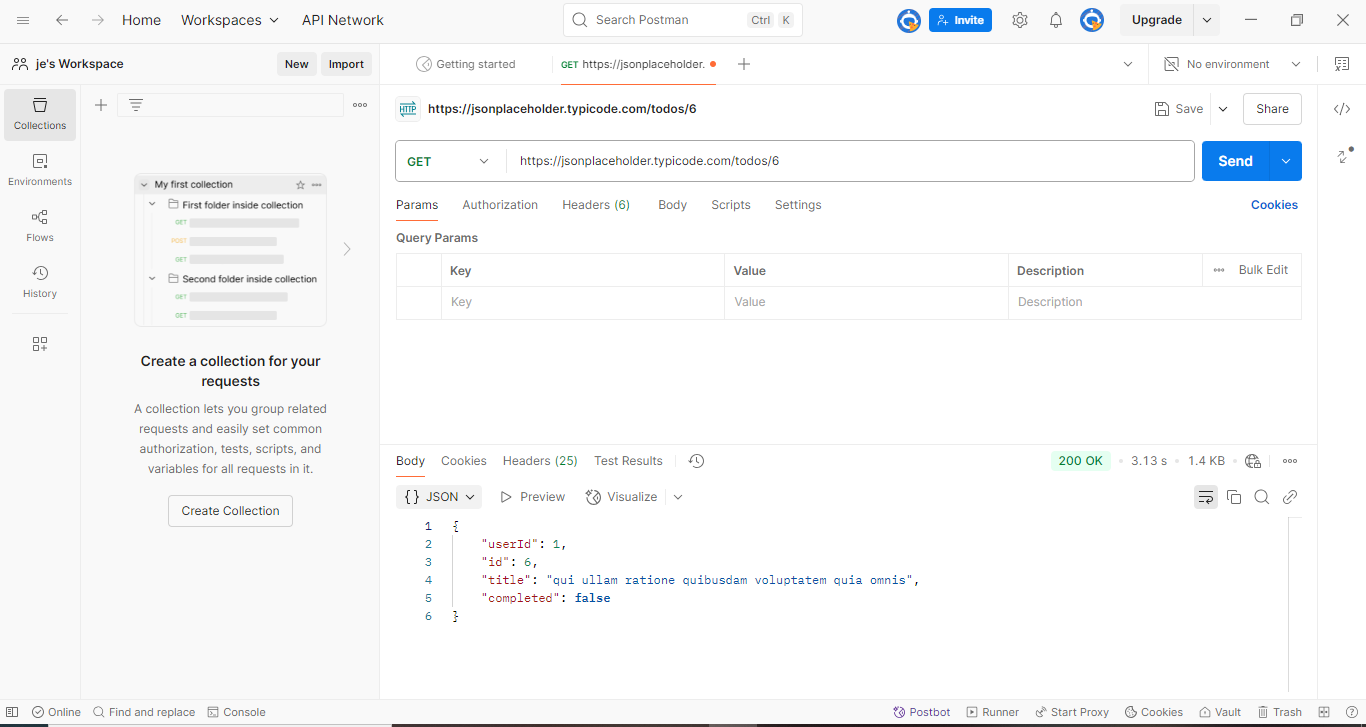 Home Workspaces API Network Search Postman Ctrl K Invite Upgrade
je's Workspace New Import Getting started GET https://jsonplaceholder. No environment
Collections
Environments
Flows
History
My first collection
First folder inside collection
GET
POST
GET
Second folder inside collection
GET
GET
Create a collection for your
requests
A collection lets you group related
requests and easily set common
authorization, tests, scripts, and
variables for all requests in it.
Create Collection
HTTP https://jsonplaceholder.typicode.com/todos/6 Save Share
GET https://jsonplaceholder.typicode.com/todos/6 Send
Params Authorization Headers (6) Body Scripts Settings Cookies
Query Params
Key Value Description Bulk Edit
Key Value Description
Body Cookies Headers (25) Test Results 200 OK • 3.13 s • 1.4 KB •
{} JSON Preview Visualize
1 {
2 "userId": 1,
3 "id": 6,
4 "title": "qui ullam ratione quibusdam voluptatem quia omnis",
5 "completed": false
6 }
Online Find and replace Console Postbot Runner Start Proxy Cookies Vault Trash